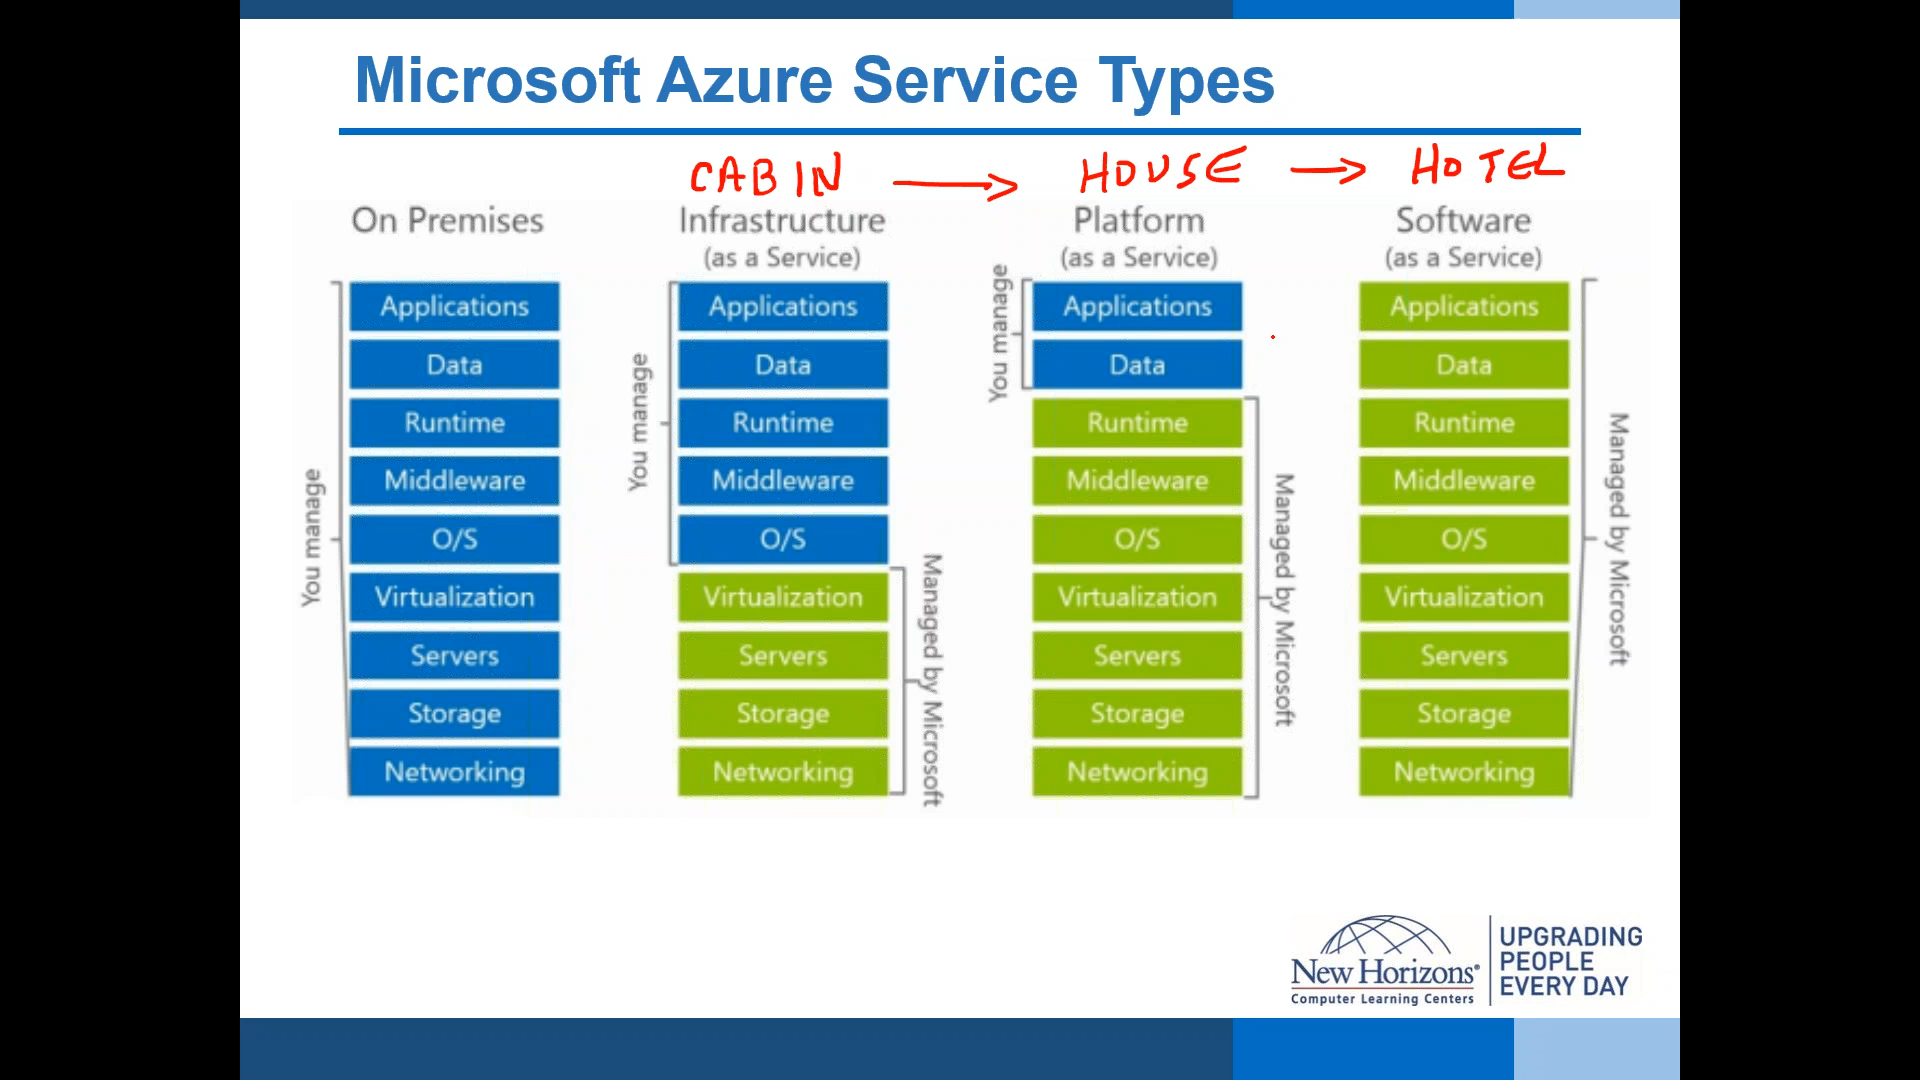 Microsoft Azure Service Types
CABIN → HOUSE → HOTEL
On Premises
You manage
Applications
Data
Runtime
Middleware
O/S
Virtualization
Servers
Storage
Networking
Infrastructure
(as a Service)
You manage
Applications
Data
Runtime
Middleware
O/S
Virtualization
Servers
Storage
Networking
Managed by Microsoft
Platform
(as a Service)
You manage
Applications
Data
Runtime
Middleware
O/S
Virtualization
Servers
Storage
Networking
Managed by Microsoft
Software
(as a Service)
Applications
Data
Runtime
Middleware
O/S
Virtualization
Servers
Storage
Networking
Managed by Microsoft
New Horizons®
Computer Learning Centers
UPGRADING
PEOPLE
EVERY DAY